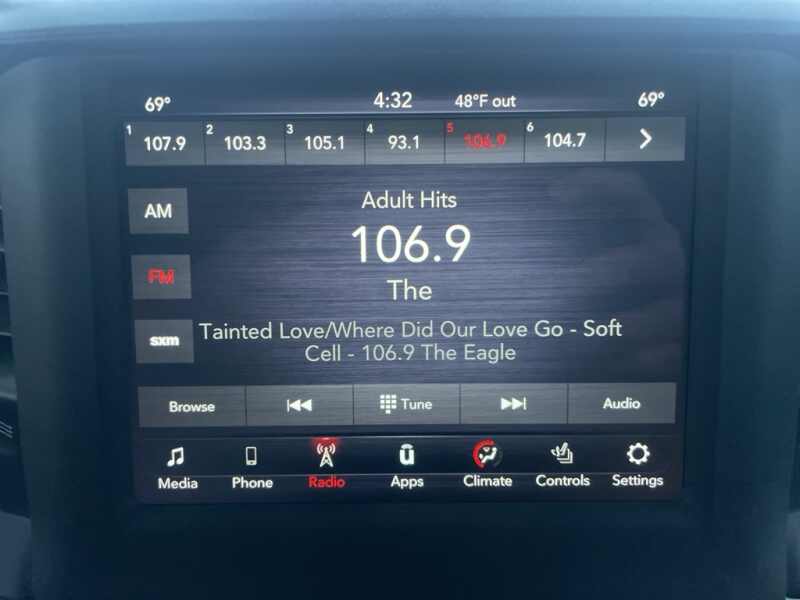 69° 4:32 48°F out 69°
1 107.9 2 103.3 3 105.1 4 93.1 5 106.9 6 104.7
AM
Adult Hits
106.9
FM
The
sxm
Tainted Love/Where Did Our Love Go - Soft
Cell - 106.9 The Eagle
Browse Tune Audio
Media Phone Radio Apps Climate Controls Settings